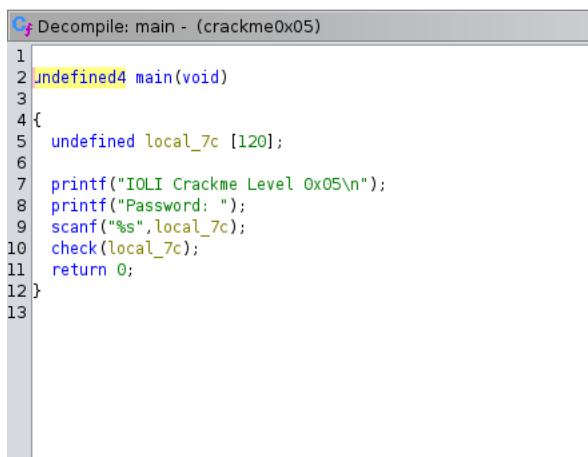 Cf Decompile: main - (crackme0x05)
1
2 undefined4 main(void)
3
4 {
5 undefined local_7c [120];
6
7 printf("IOLI Crackme Level 0x05\n");
8 printf("Password: ");
9 scanf("%s",local_7c);
10 check(local_7c);
11 return 0;
12 }
13